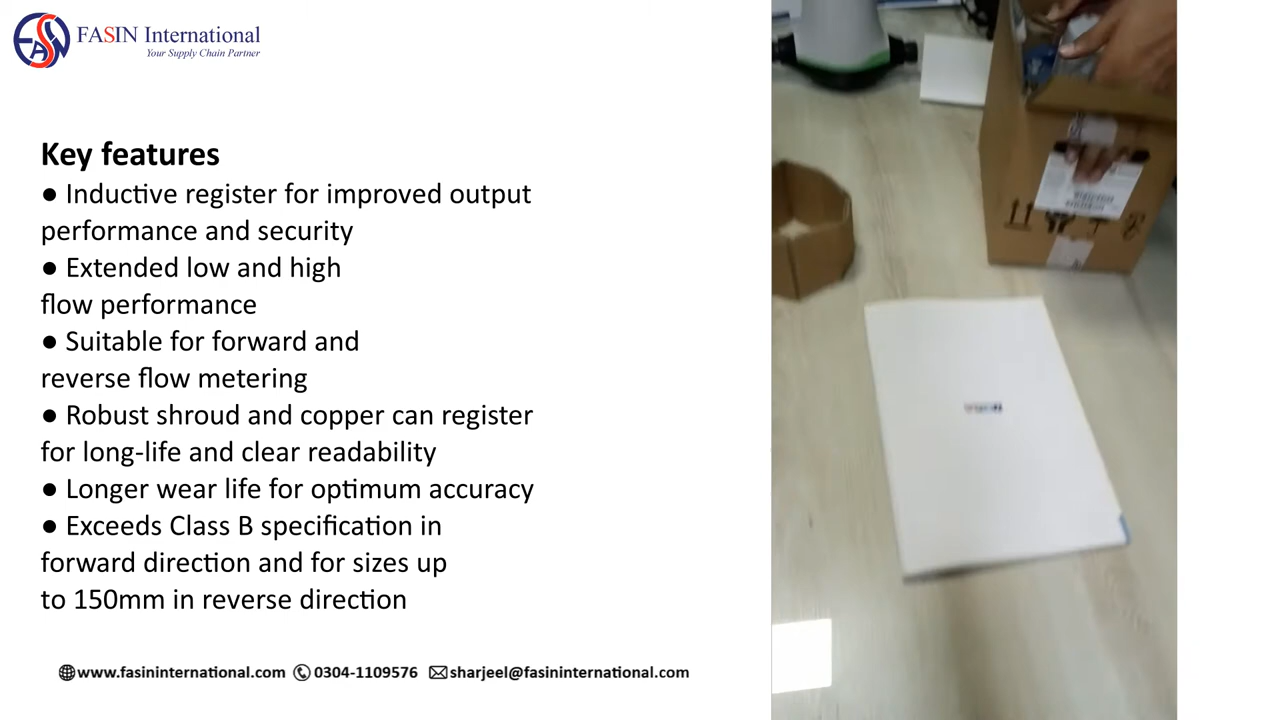 FASIN International
Your Supply Chain Partner
Key features
● Inductive register for improved output
performance and security
● Extended low and high
flow performance
● Suitable for forward and
reverse flow metering
● Robust shroud and copper can register
for long-life and clear readability
● Longer wear life for optimum accuracy
● Exceeds Class B specification in
forward direction and for sizes up
to 150mm in reverse direction
www.fasininternational.com 0304-1109576 sharjeel@fasininternational.com